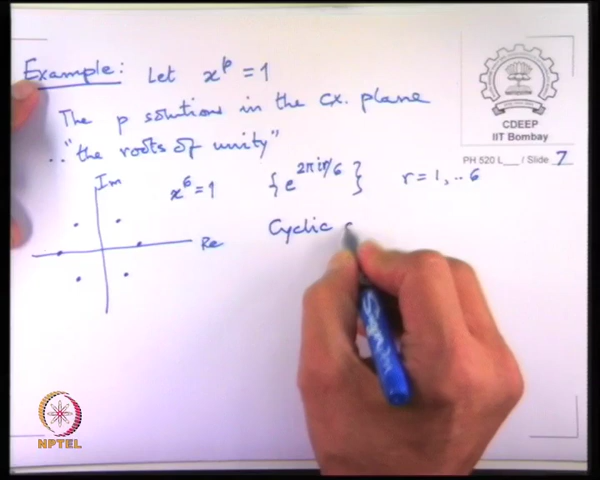 Example: Let x^p = 1
The p solutions in the cx. plane
∴ "the roots of unity"
Im
x^6 = 1 { e^{2πir/6} } r = 1, .. 6
Re
Cyclic
CDEEP
IIT Bombay
PH 520 L___ / Slide 7
NPTEL